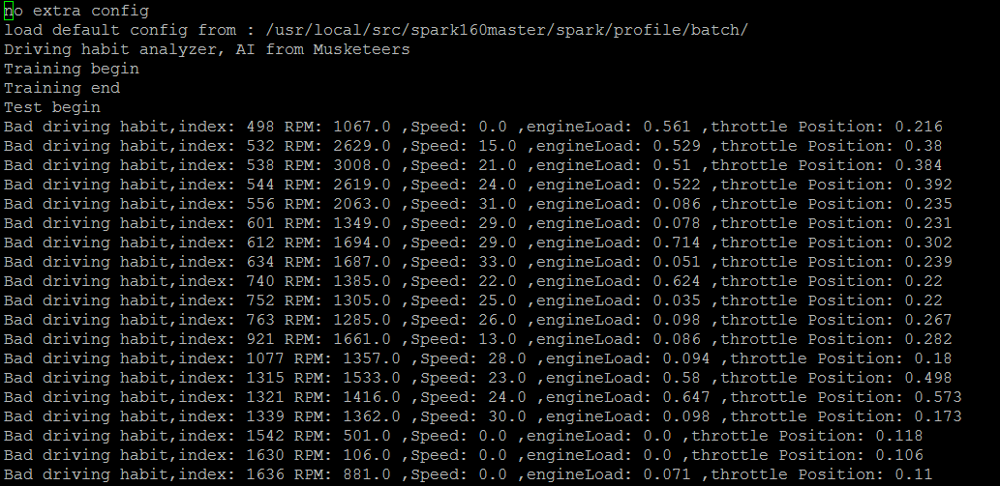 no extra config
load default config from : /usr/local/src/spark160master/spark/profile/batch/
Driving habit analyzer, AI from Musketeers
Training begin
Training end
Test begin
Bad driving habit,index: 498 RPM: 1067.0 ,Speed: 0.0 ,engineLoad: 0.561 ,throttle Position: 0.216
Bad driving habit,index: 532 RPM: 2629.0 ,Speed: 15.0 ,engineLoad: 0.529 ,throttle Position: 0.38
Bad driving habit,index: 538 RPM: 3008.0 ,Speed: 21.0 ,engineLoad: 0.51 ,throttle Position: 0.384
Bad driving habit,index: 544 RPM: 2619.0 ,Speed: 24.0 ,engineLoad: 0.522 ,throttle Position: 0.392
Bad driving habit,index: 556 RPM: 2063.0 ,Speed: 31.0 ,engineLoad: 0.086 ,throttle Position: 0.235
Bad driving habit,index: 601 RPM: 1349.0 ,Speed: 29.0 ,engineLoad: 0.078 ,throttle Position: 0.231
Bad driving habit,index: 612 RPM: 1694.0 ,Speed: 29.0 ,engineLoad: 0.714 ,throttle Position: 0.302
Bad driving habit,index: 634 RPM: 1687.0 ,Speed: 33.0 ,engineLoad: 0.051 ,throttle Position: 0.239
Bad driving habit,index: 740 RPM: 1385.0 ,Speed: 22.0 ,engineLoad: 0.624 ,throttle Position: 0.22
Bad driving habit,index: 752 RPM: 1305.0 ,Speed: 25.0 ,engineLoad: 0.035 ,throttle Position: 0.22
Bad driving habit,index: 763 RPM: 1285.0 ,Speed: 26.0 ,engineLoad: 0.098 ,throttle Position: 0.267
Bad driving habit,index: 921 RPM: 1661.0 ,Speed: 13.0 ,engineLoad: 0.086 ,throttle Position: 0.282
Bad driving habit,index: 1077 RPM: 1357.0 ,Speed: 28.0 ,engineLoad: 0.094 ,throttle Position: 0.18
Bad driving habit,index: 1315 RPM: 1533.0 ,Speed: 23.0 ,engineLoad: 0.58 ,throttle Position: 0.498
Bad driving habit,index: 1321 RPM: 1416.0 ,Speed: 24.0 ,engineLoad: 0.647 ,throttle Position: 0.573
Bad driving habit,index: 1339 RPM: 1362.0 ,Speed: 30.0 ,engineLoad: 0.098 ,throttle Position: 0.173
Bad driving habit,index: 1542 RPM: 501.0 ,Speed: 0.0 ,engineLoad: 0.0 ,throttle Position: 0.118
Bad driving habit,index: 1630 RPM: 106.0 ,Speed: 0.0 ,engineLoad: 0.0 ,throttle Position: 0.106
Bad driving habit,index: 1636 RPM: 881.0 ,Speed: 0.0 ,engineLoad: 0.071 ,throttle Position: 0.11